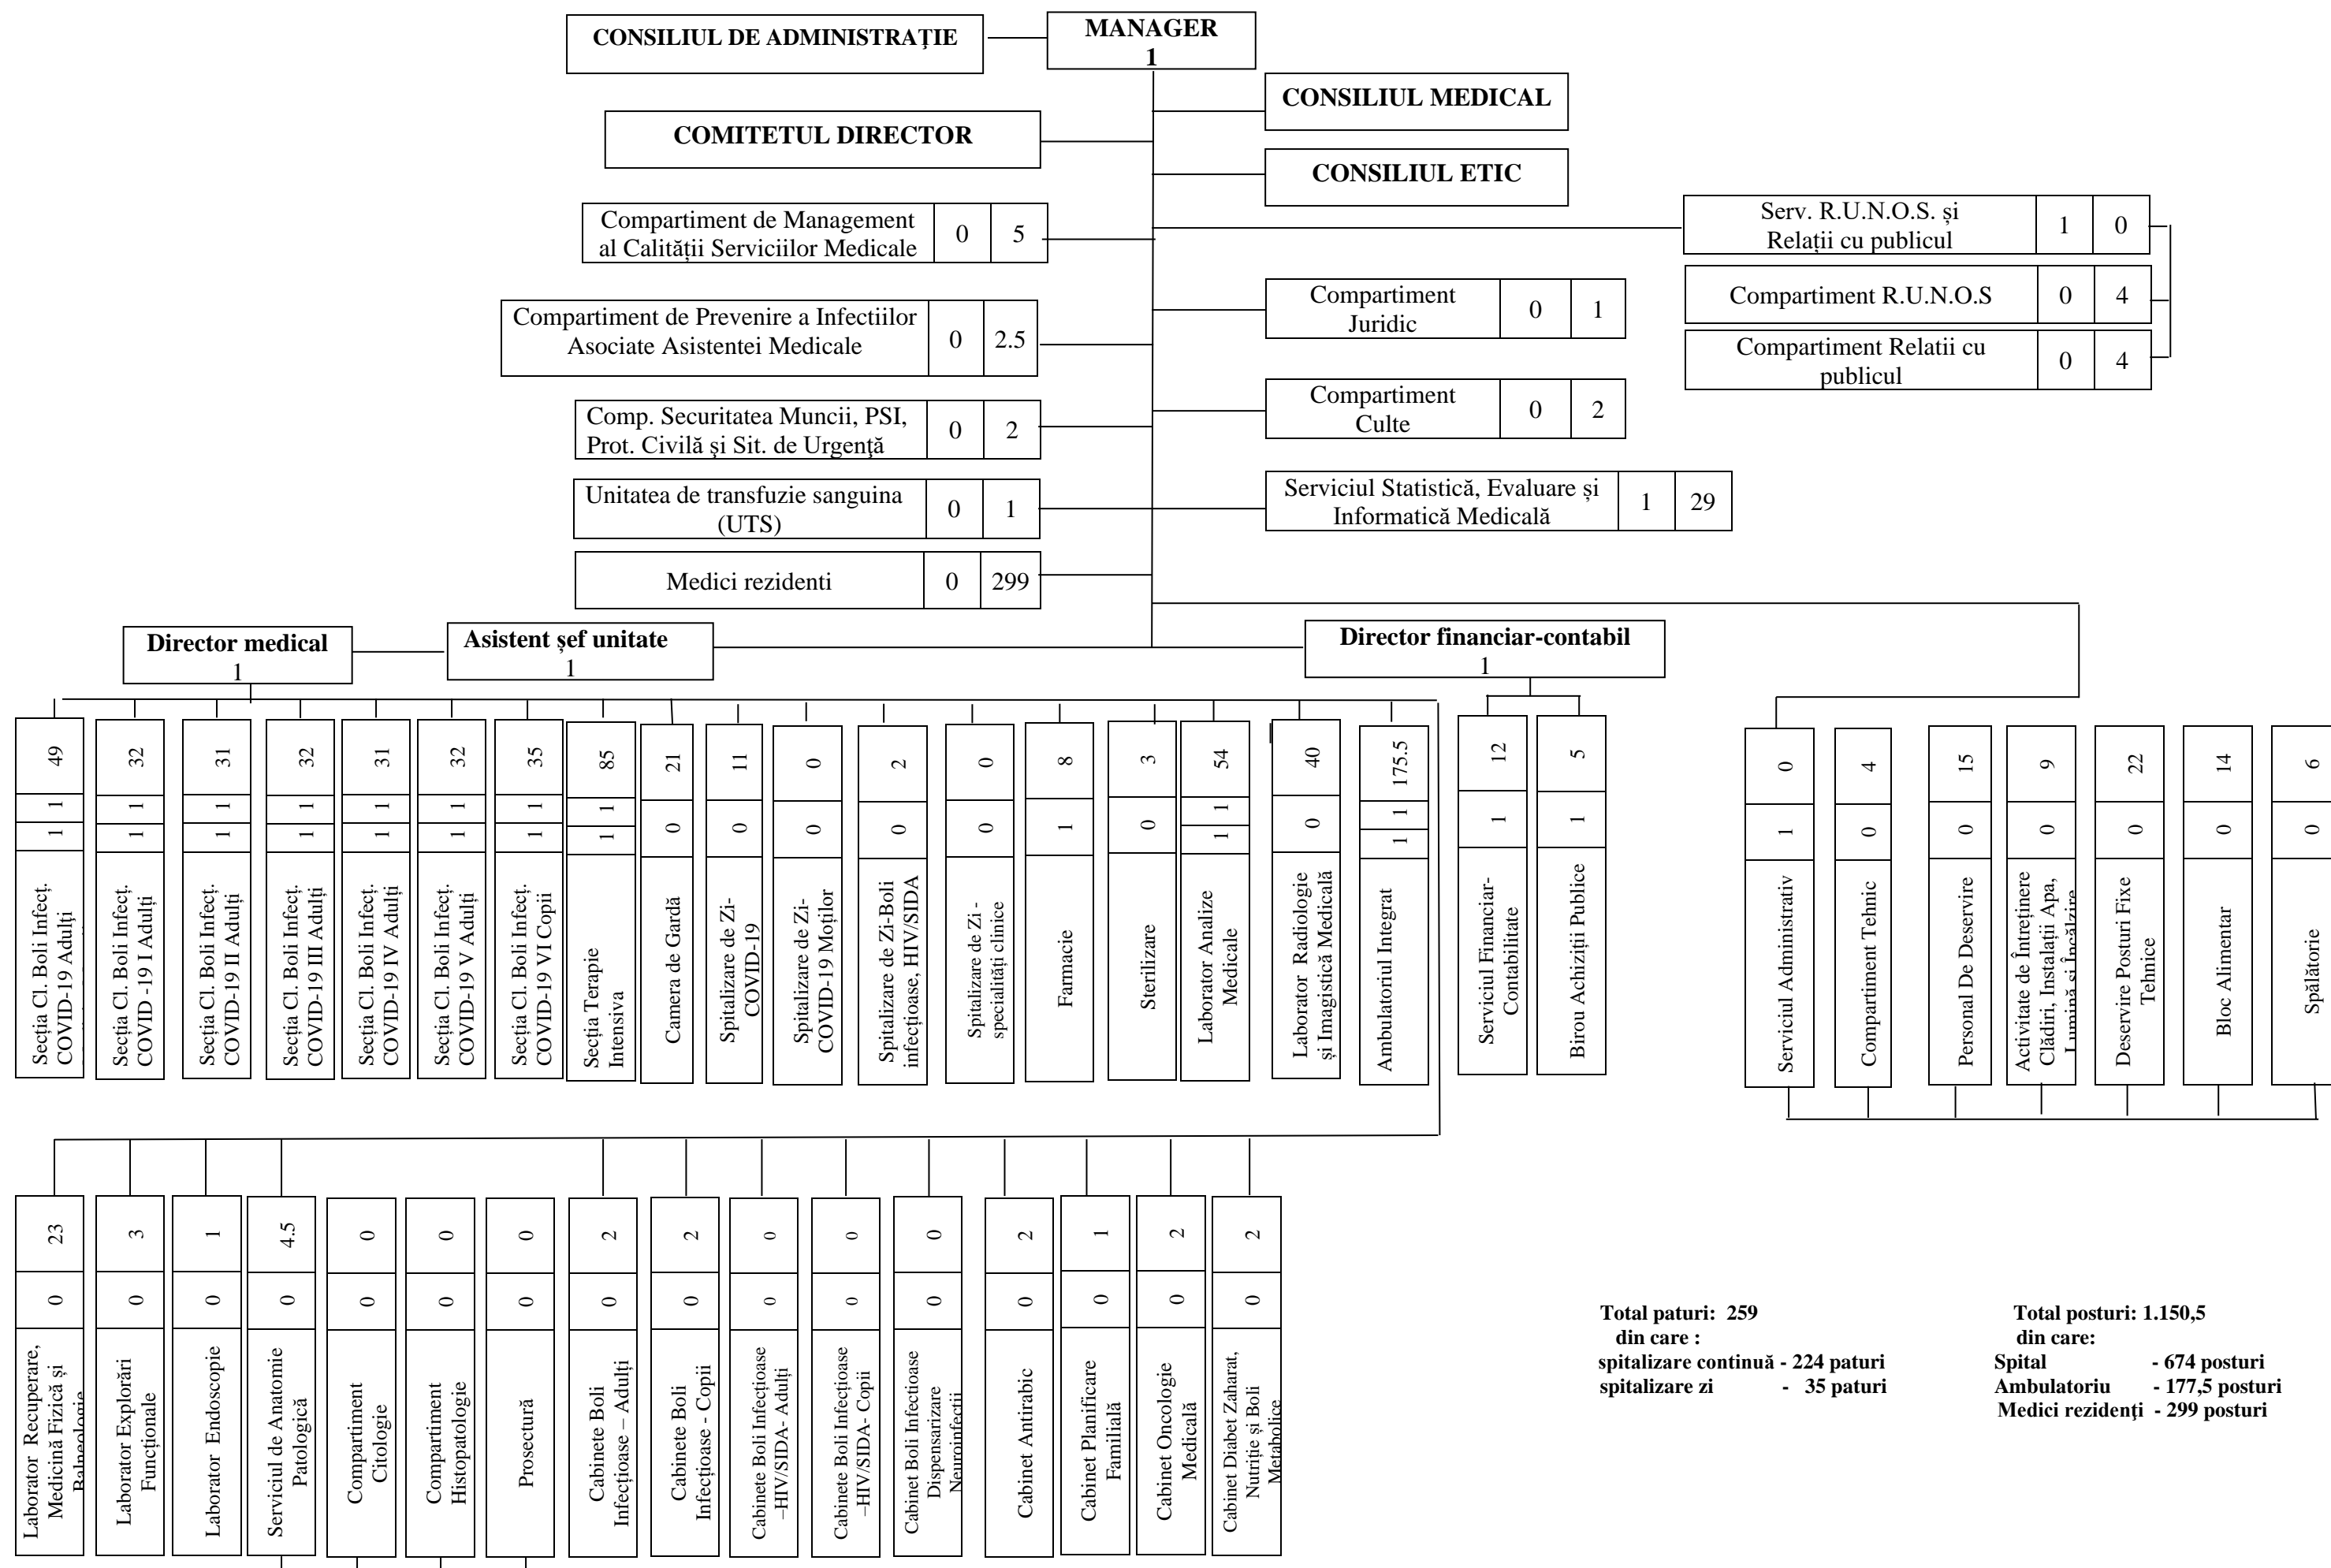 CONSILIUL DE ADMINISTRAŢIE
MANAGER
1
CONSILIUL MEDICAL
COMITETUL DIRECTOR
CONSILIUL ETIC
Compartiment de Management
al Calității Serviciilor Medicale
0
5
Serv. R.U.N.O.S. și
Relații cu publicul
1
0
Compartiment R.U.N.O.S
0
4
Compartiment Relatii cu
publicul
0
4
Compartiment de Prevenire a Infectiilor
Asociate Asistentei Medicale
0
2.5
Compartiment
Juridic
0
1
Comp. Securitatea Muncii, PSI,
Prot. Civilă şi Sit. de Urgenţă
0
2
Compartiment
Culte
0
2
Unitatea de transfuzie sanguina
(UTS)
0
1
Serviciul Statistică, Evaluare și
Informatică Medicală
1
29
Medici rezidenti
0
299
Director medical
1
Asistent șef unitate
1
Director financiar-contabil
1
49
1 1
Secția Cl. Boli Infecț.
COVID-19 Adulți
32
1 1
Secția Cl. Boli Infecț.
COVID -19 I Adulți
31
1 1
Secția Cl. Boli Infecț.
COVID-19 II Adulți
32
1 1
Secția Cl. Boli Infecț.
COVID-19 III Adulți
31
1 1
Secția Cl. Boli Infecț.
COVID-19 IV Adulți
32
1 1
Secția Cl. Boli Infecț.
COVID-19 V Adulți
35
1 1
Secția Cl. Boli Infecț.
COVID-19 VI Copii
85
1 1
Secția Terapie
Intensiva
21
0
Camera de Gardă
11
0
Spitalizare de Zi-
COVID-19
0
0
Spitalizare de Zi-
COVID-19 Moților
2
0
Spitalizare de Zi-Boli
infecțioase, HIV/SIDA
0
0
Spitalizare de Zi -
specialități clinice
8
1
Farmacie
3
0
Sterilizare
54
1 1
Laborator Analize
Medicale
40
0
Laborator Radiologie
și Imagistică Medicală
175.5
1 1
Ambulatoriul Integrat
12
1
Serviciul Financiar-
Contabilitate
5
1
Birou Achiziții Publice
0
1
Serviciul Administrativ
4
0
Compartiment Tehnic
15
0
Personal De Deservire
9
0
Activitate de Întreținere
Clădiri, Instalații Apa,
Lumină și Încălzire
22
0
Deservire Posturi Fixe
Tehnice
14
0
Bloc Alimentar
6
0
Spălătorie
23
0
Laborator Recuperare,
Medicină Fizică și
Balneologie
3
0
Laborator Explorări
Funcționale
1
0
Laborator Endoscopie
4.5
0
Serviciul de Anatomie
Patologică
0
0
Compartiment
Citologie
0
0
Compartiment
Histopatologie
0
0
Prosectură
2
0
Cabinete Boli
Infecțioase – Adulți
2
0
Cabinete Boli
Infecțioase - Copii
0
0
Cabinete Boli Infecțioase
–HIV/SIDA- Adulți
0
0
Cabinete Boli Infecțioase
–HIV/SIDA- Copii
0
0
Cabinet Boli Infectioase
Dispensarizare
Neuroinfecții
2
0
Cabinet Antirabic
1
0
Cabinet Planificare
Familială
2
0
Cabinet Oncologie
Medicală
2
0
Cabinet Diabet Zaharat,
Nutriție și Boli
Metabolice
Total paturi: 259
din care :
spitalizare continuă - 224 paturi
spitalizare zi - 35 paturi
Total posturi: 1.150,5
din care:
Spital - 674 posturi
Ambulatoriu - 177,5 posturi
Medici rezidenţi - 299 posturi